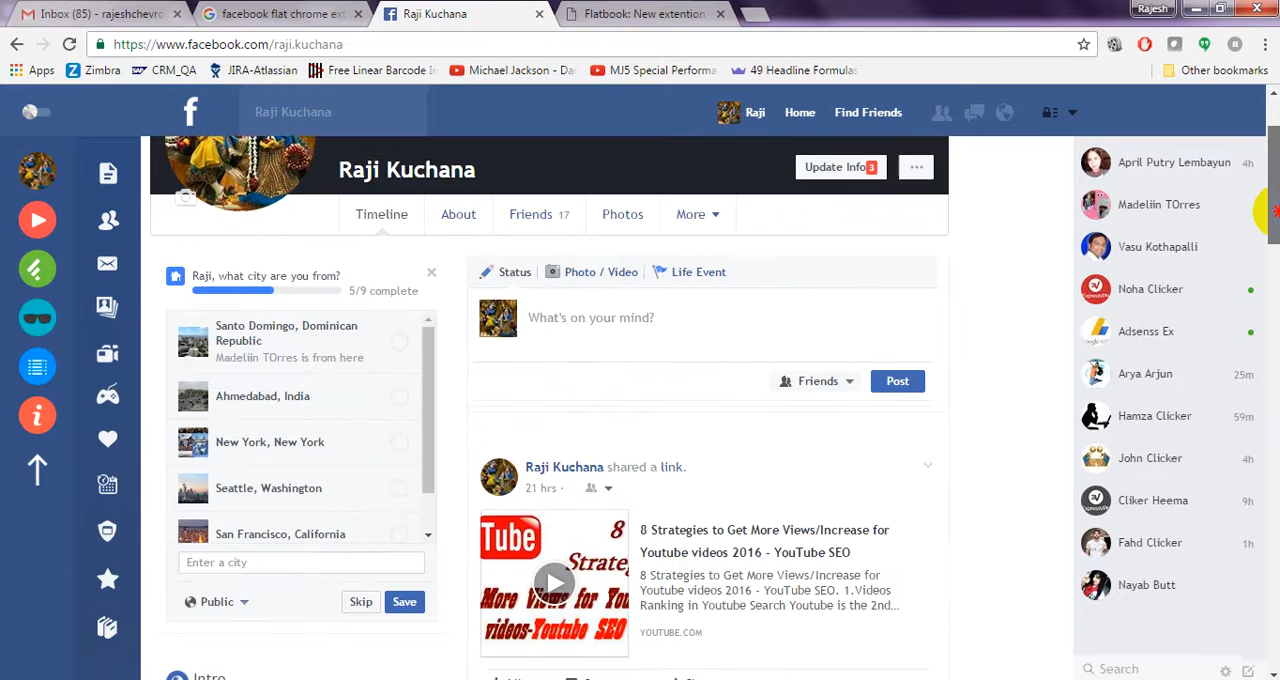 Inbox (85) - rajeshchevro
facebook flat chrome ext
Raji Kuchana
Flatbook: New extention
Rajesh
https://www.facebook.com/raji.kuchana
Apps
Zimbra
CRM_QA
JIRA-Atlassian
Free Linear Barcode
Michael Jackson - Da
MJ5 Special Performa
49 Headline Formulas
Other bookmarks
Raji Kuchana
Raji
Home
Find Friends
Raji Kuchana
Update Info 3
Timeline
About
Friends 17
Photos
More
Raji, what city are you from?
5/9 complete
Santo Domingo, Dominican
Republic
Madeliin TOrres is from here
Ahmedabad, India
New York, New York
Seattle, Washington
San Francisco, California
Enter a city
Public
Skip
Save
Intro
Status
Photo / Video
Life Event
What's on your mind?
Friends
Post
Raji Kuchana shared a link.
21 hrs ·
Tube 8
Strate
More Views for You
videos-Youtube SEO
8 Strategies to Get More Views/Increase for
Youtube videos 2016 - YouTube SEO
8 Strategies to Get More Views/Increase for
Youtube videos 2016 - YouTube SEO. 1.Videos
Ranking in Youtube Search Youtube is the 2nd...
YOUTUBE.COM
April Putry Lembayun 4h
Madeliin TOrres
Vasu Kothapalli
Noha Clicker
Adsenss Ex
Arya Arjun 25m
Hamza Clicker 59m
John Clicker 4h
Cliker Heema 9h
Fahd Clicker 1h
Nayab Butt
Search